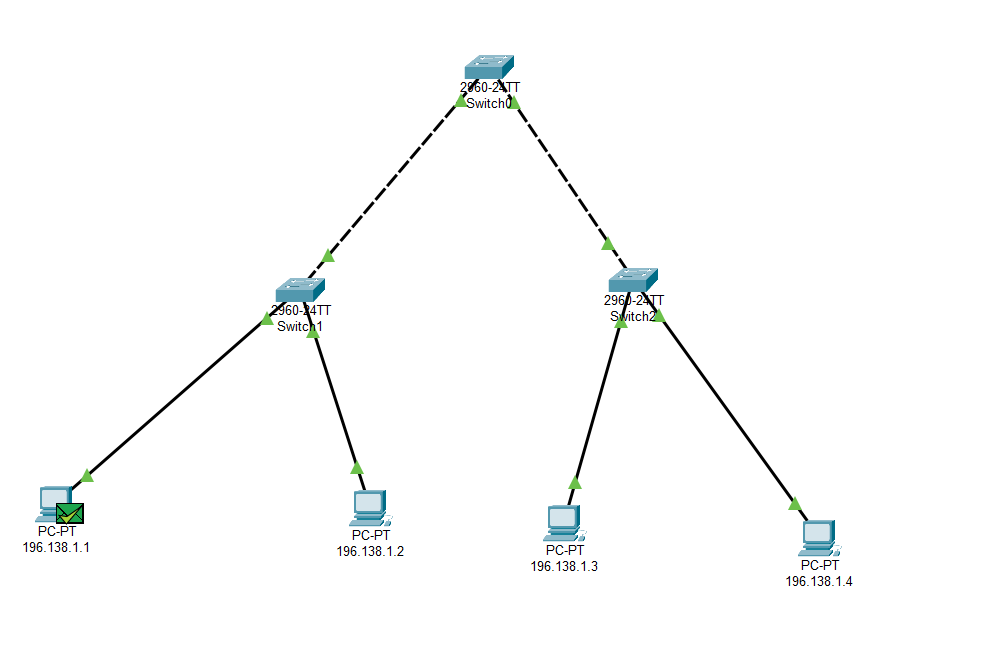 2960-24TT
Switch0
2960-24TT
Switch1
2960-24TT
Switch2
PC-PT
196.138.1.1
PC-PT
196.138.1.2
PC-PT
196.138.1.3
PC-PT
196.138.1.4